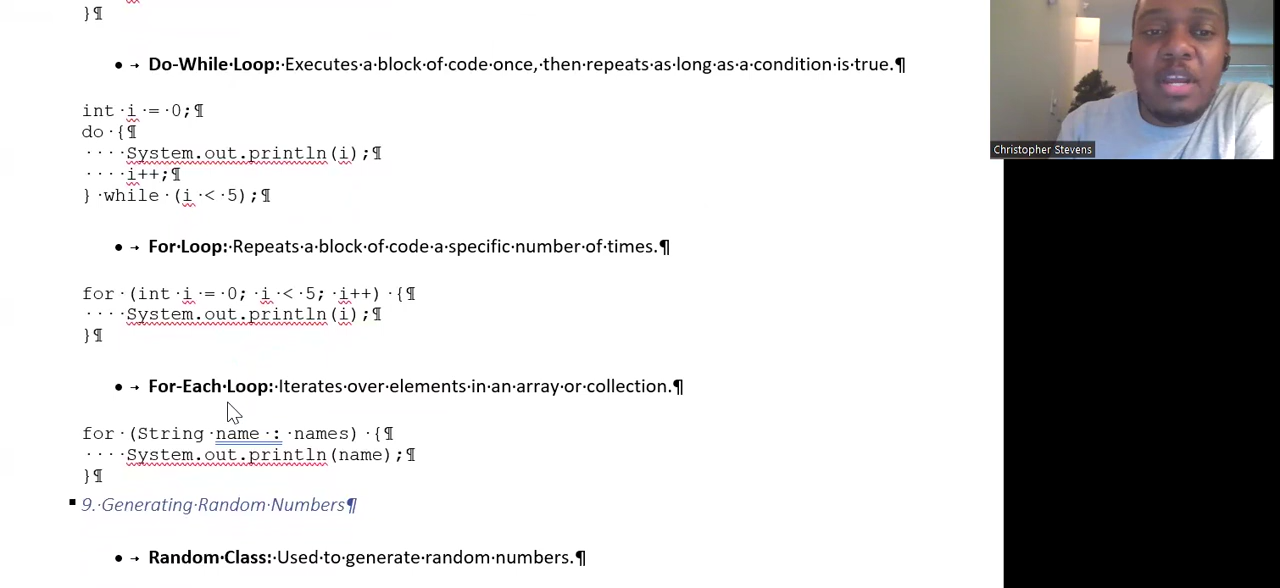 }¶
• → Do-While·Loop:·Executes·a·block·of·code·once,·then·repeats·as·long·as·a·condition·is·true.¶
int·i·=·0;¶
do·{¶
····System.out.println(i);¶
····i++;¶
}·while·(i·<·5);¶
• → For·Loop:·Repeats·a·block·of·code·a·specific·number·of·times.¶
for·(int·i·=·0;·i·<·5;·i++)·{¶
····System.out.println(i);¶
}¶
• → For-Each·Loop:·Iterates·over·elements·in·an·array·or·collection.¶
for·(String·name·:·names)·{¶
····System.out.println(name);¶
}¶
▪ 9.·Generating·Random·Numbers¶
• → Random·Class:·Used·to·generate·random·numbers.¶
Christopher Stevens